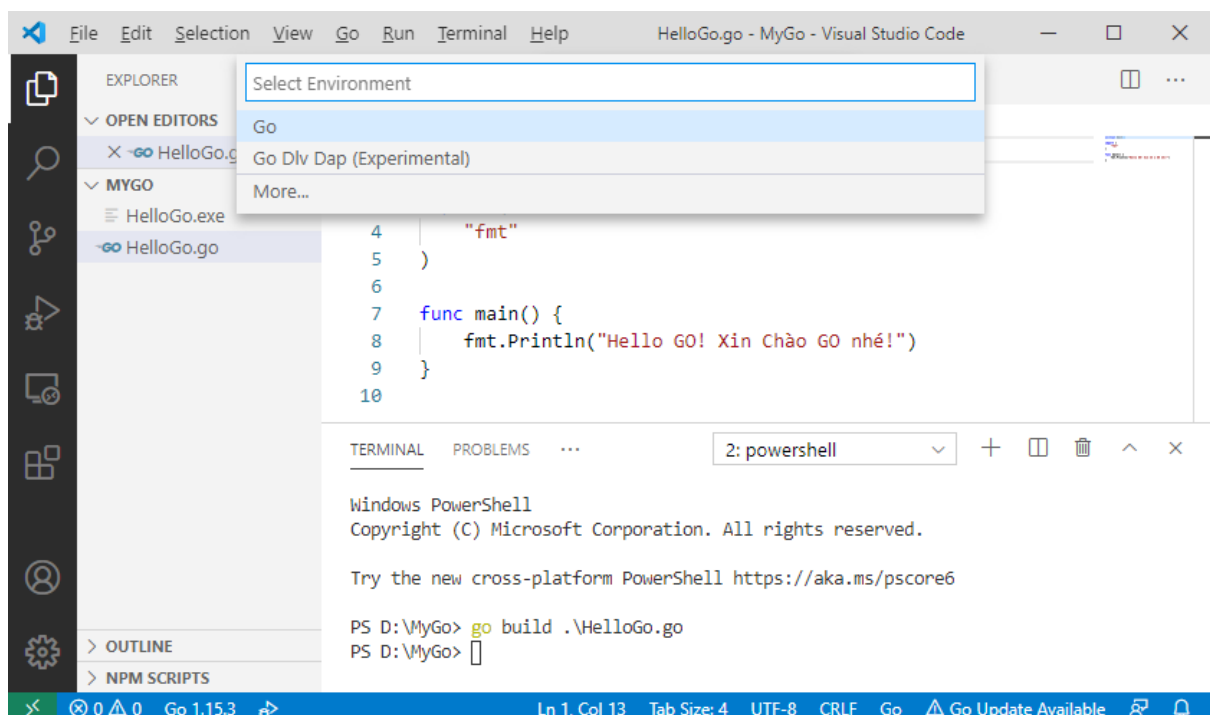 File Edit Selection View Go Run Terminal Help HelloGo.go - MyGo - Visual Studio Code
EXPLORER
Select Environment
Go
Go Dlv Dap (Experimental)
More...
OPEN EDITORS
GO HelloGo.g
MYGO
HelloGo.exe
GO HelloGo.go
OUTLINE
NPM SCRIPTS
4 "fmt"
5 )
6
7 func main() {
8 fmt.Println("Hello GO! Xin Chào GO nhé!")
9 }
10
TERMINAL PROBLEMS ... 2: powershell
Windows PowerShell
Copyright (C) Microsoft Corporation. All rights reserved.
Try the new cross-platform PowerShell https://aka.ms/pscore6
PS D:\MyGo> go build .\HelloGo.go
PS D:\MyGo>
0 0 Go 1.15.3 Ln 1, Col 13 Tab Size: 4 UTF-8 CRLF Go Go Update Available